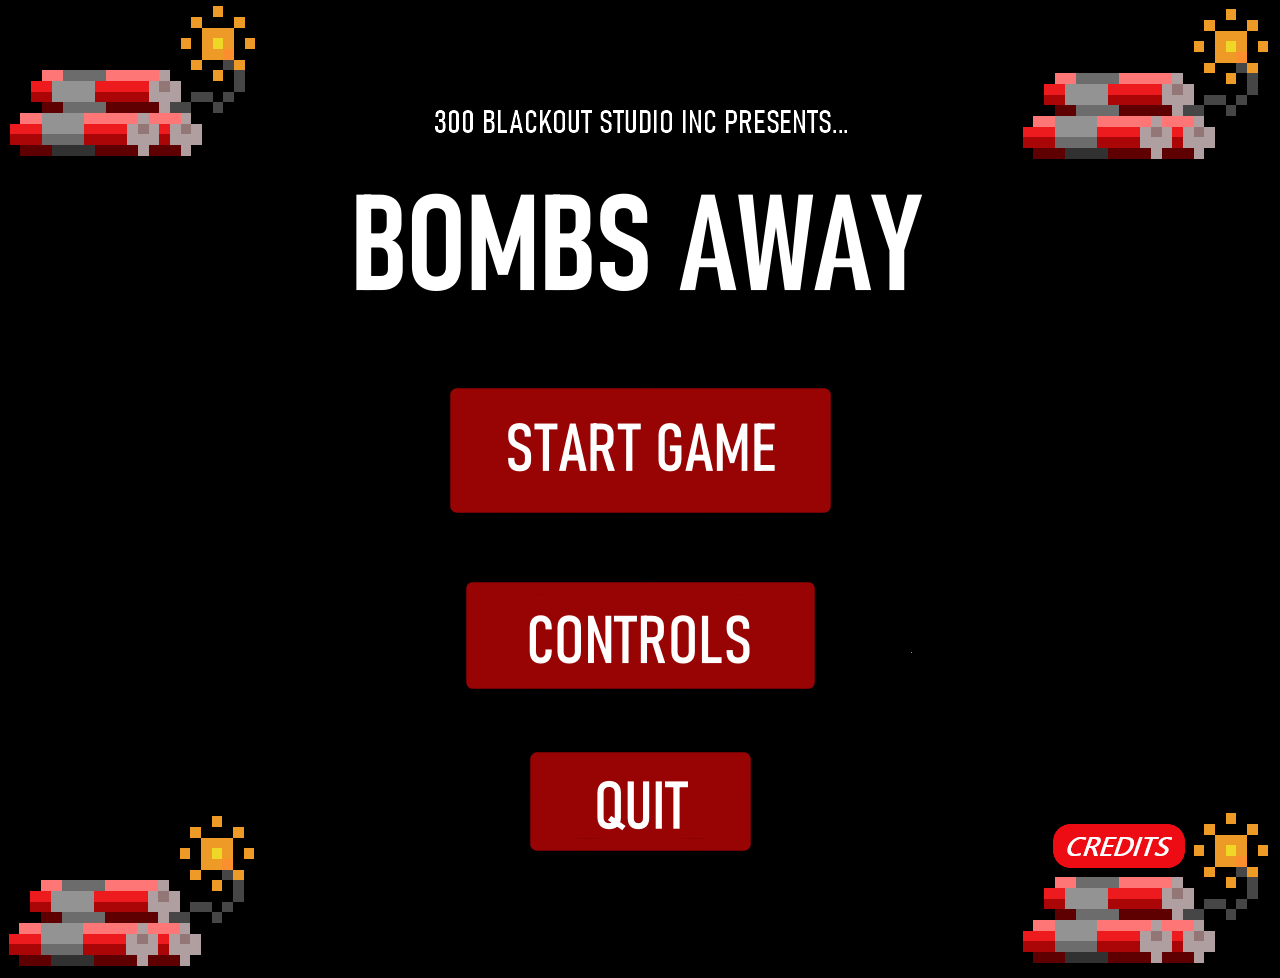 300 BLACKOUT STUDIO INC PRESENTS...
BOMBS AWAY
START GAME
CONTROLS
QUIT
CREDITS